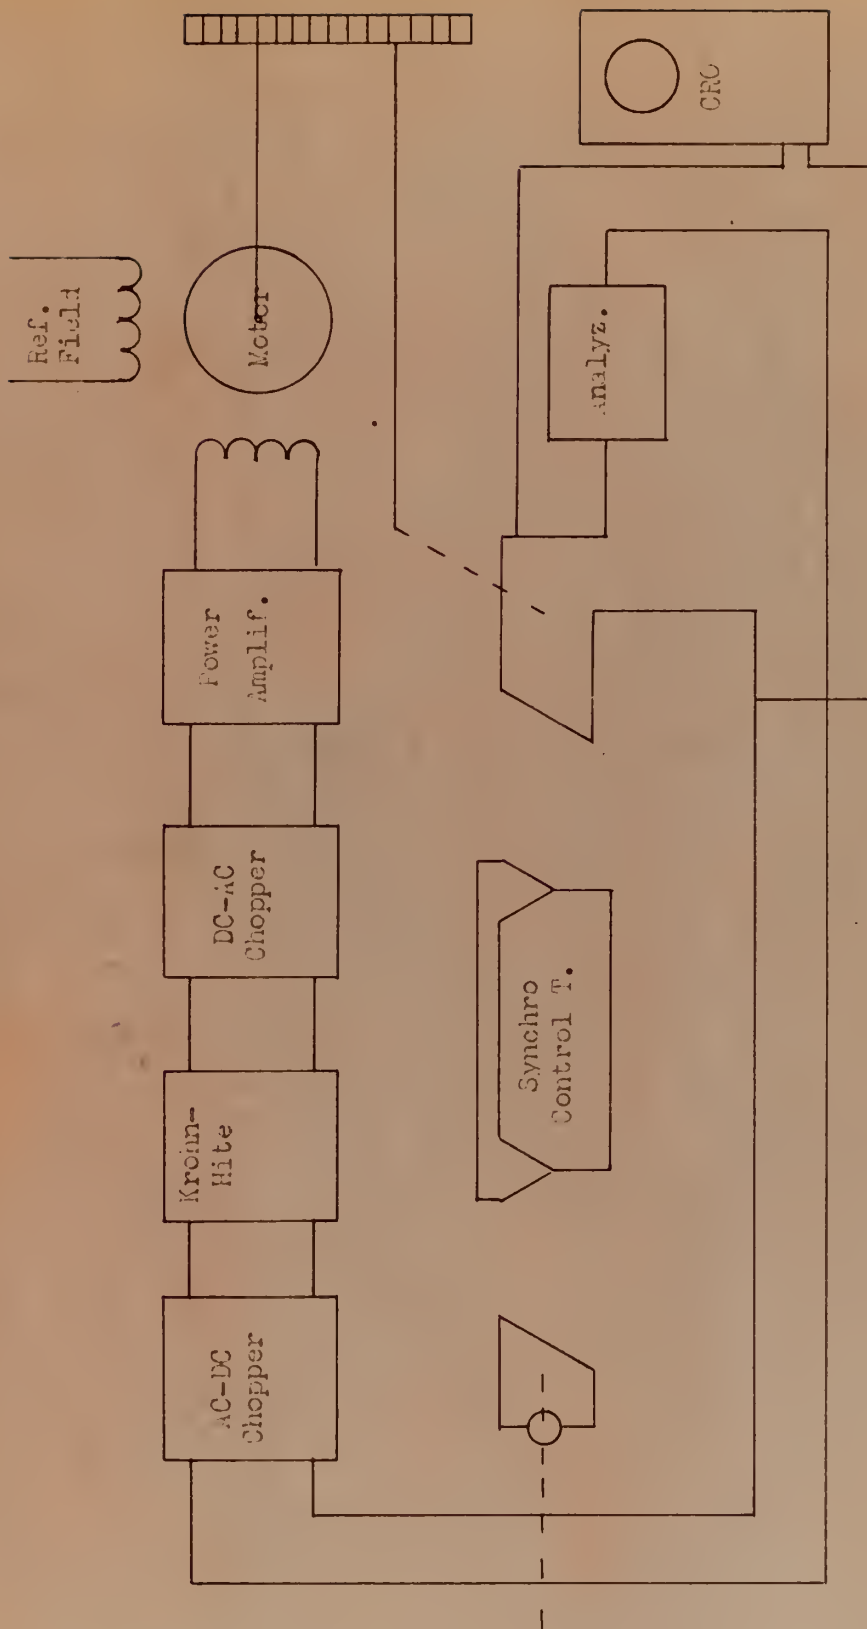 AC-DC
Chopper
Krohn-
Hite
DC-AC
Chopper
Power
Amplif.
Motor
Ref.
Field
Synchro
Control T.
Analyz.
CRO